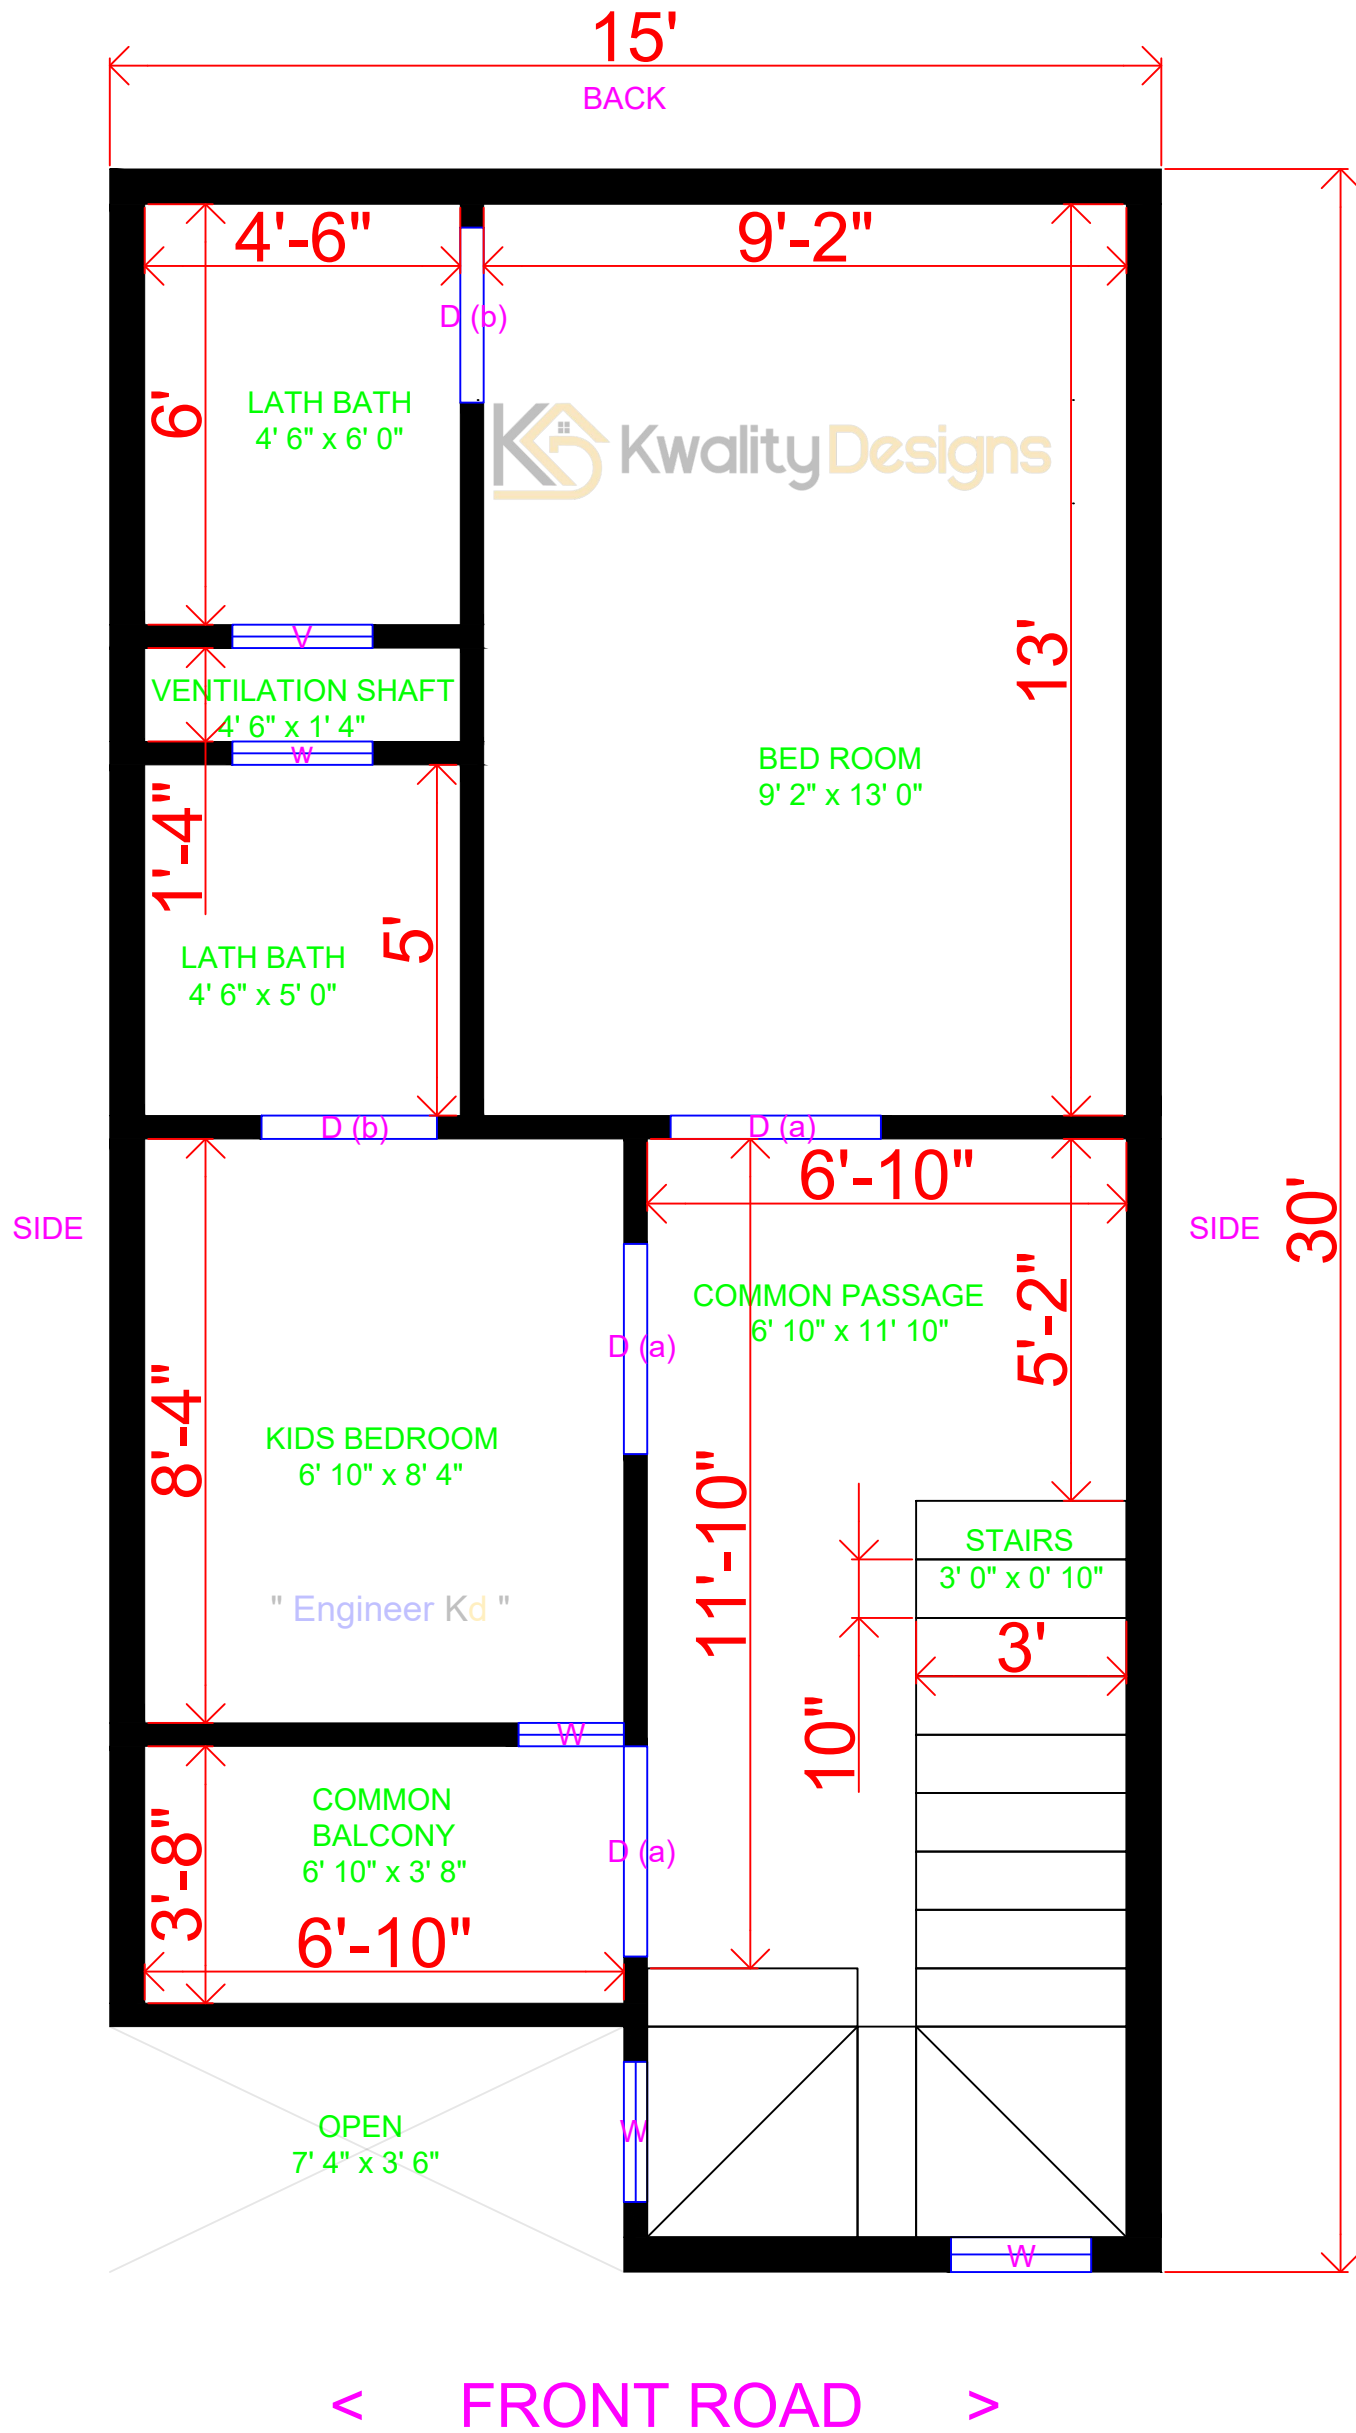 15'
BACK
4'-6"
9'-2"
D (b)
6'
LATH BATH
4' 6" x 6' 0"
Kwality Designs
13'
V
VENTILATION SHAFT
4' 6" x 1' 4"
w
BED ROOM
9' 2" x 13' 0"
1'-4"
5'
LATH BATH
4' 6" x 5' 0"
D (b)
D (a)
6'-10"
SIDE
SIDE
30'
COMMON PASSAGE
6' 10" x 11' 10"
5'-2"
D (a)
8'-4"
KIDS BEDROOM
6' 10" x 8' 4"
11'-10"
STAIRS
3' 0" x 0' 10"
" Engineer Kd "
3'
10"
W
COMMON
BALCONY
6' 10" x 3' 8"
D (a)
3'-8"
6'-10"
OPEN
7' 4" x 3' 6"
W
W
< FRONT ROAD >